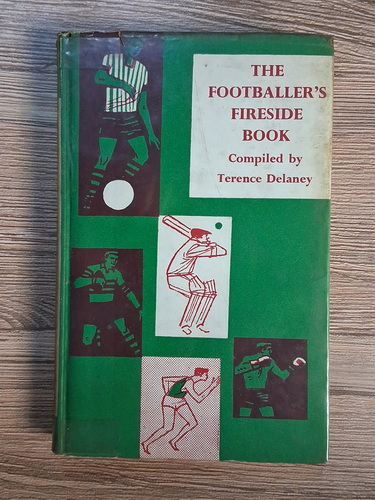 THE
FOOTBALLER'S
FIRESIDE
BOOK
Compiled by
Terence Delaney